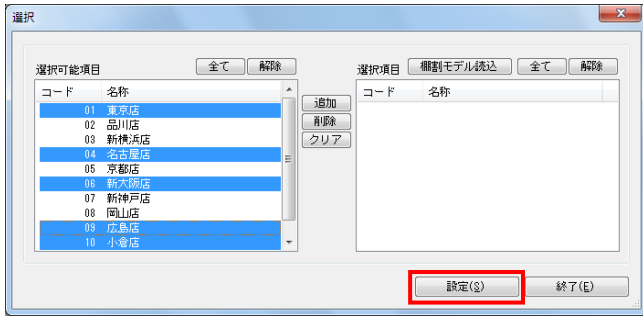 選択
選択可能項目 全て 解除
コード 名称
01 東京店
02 品川店
03 新横浜店
04 名古屋店
05 京都店
06 新大阪店
07 新神戸店
08 岡山店
09 広島店
10 小倉店
追加
削除
クリア
選択項目 棚割モデル読込 全て 解除
コード 名称
設定(S) 終了(E)